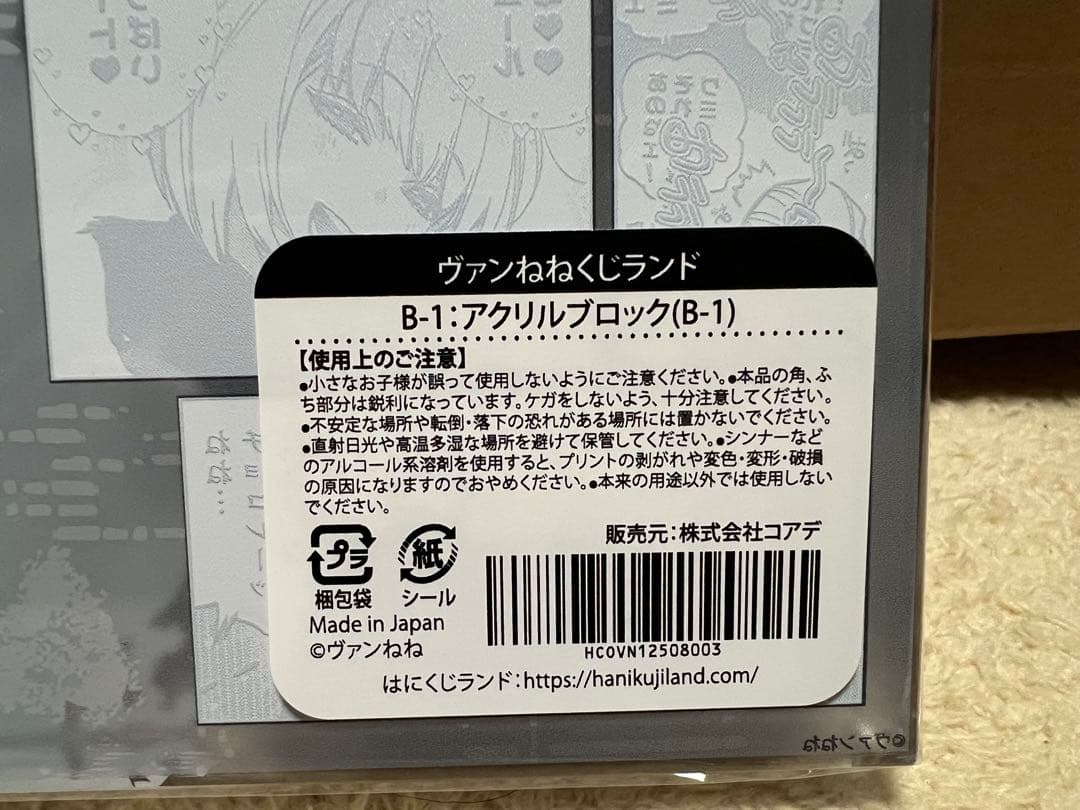 ヴァンねねくじランド
B-1:アクリルブロック(B-1)
【使用上のご注意】
●小さなお子様が誤って使用しないようにご注意ください。●本品の角、ふ
ち部分は鋭利になっています。ケガをしないよう、十分注意してください。
●不安定な場所や転倒・落下の恐れがある場所には置かないでください。
●直射日光や高温多湿な場所を避けて保管してください。●シンナーなど
のアルコール系溶剤を使用すると、プリントの剥がれや変色・変形・破損
の原因になりますのでおやめください。●本来の用途以外では使用しない
でください。
販売元:株式会社コアデ
プラ
紙
梱包袋
シール
Made in Japan
©ヴァンねね
HCOVN12508003
はにくじランド:https://hanikujiland.com/
©ヴァンねね